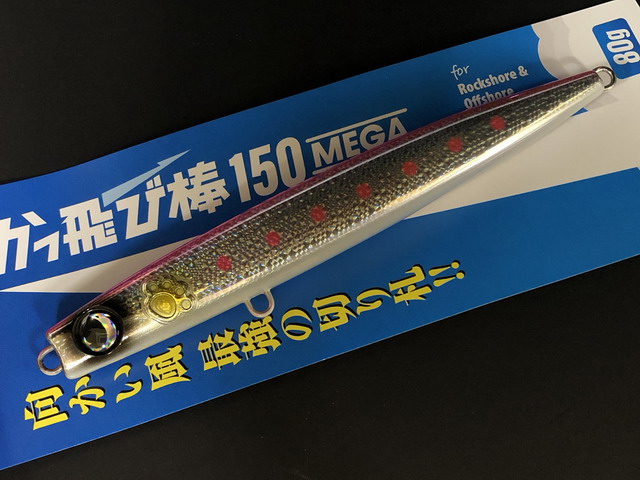 80g
for
Rockshore &
Offshore
かっ飛び棒150 MEGA
向かい風 最強の切り札!!